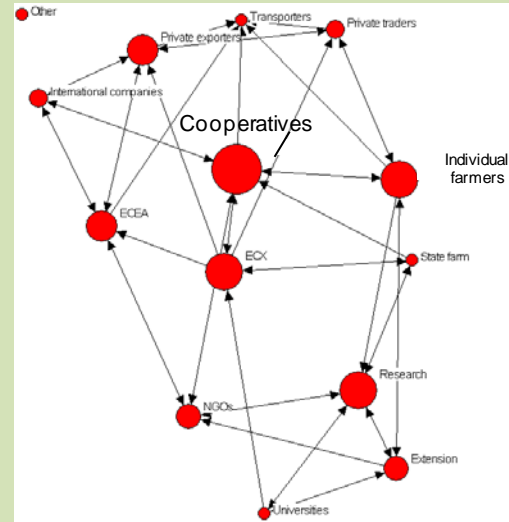 Other
Transporters
Private traders
Private exporters
International companies
Cooperatives
Individual
farmers
ECEA
ECX
State farm
Research
NGOs
Extension
Universities